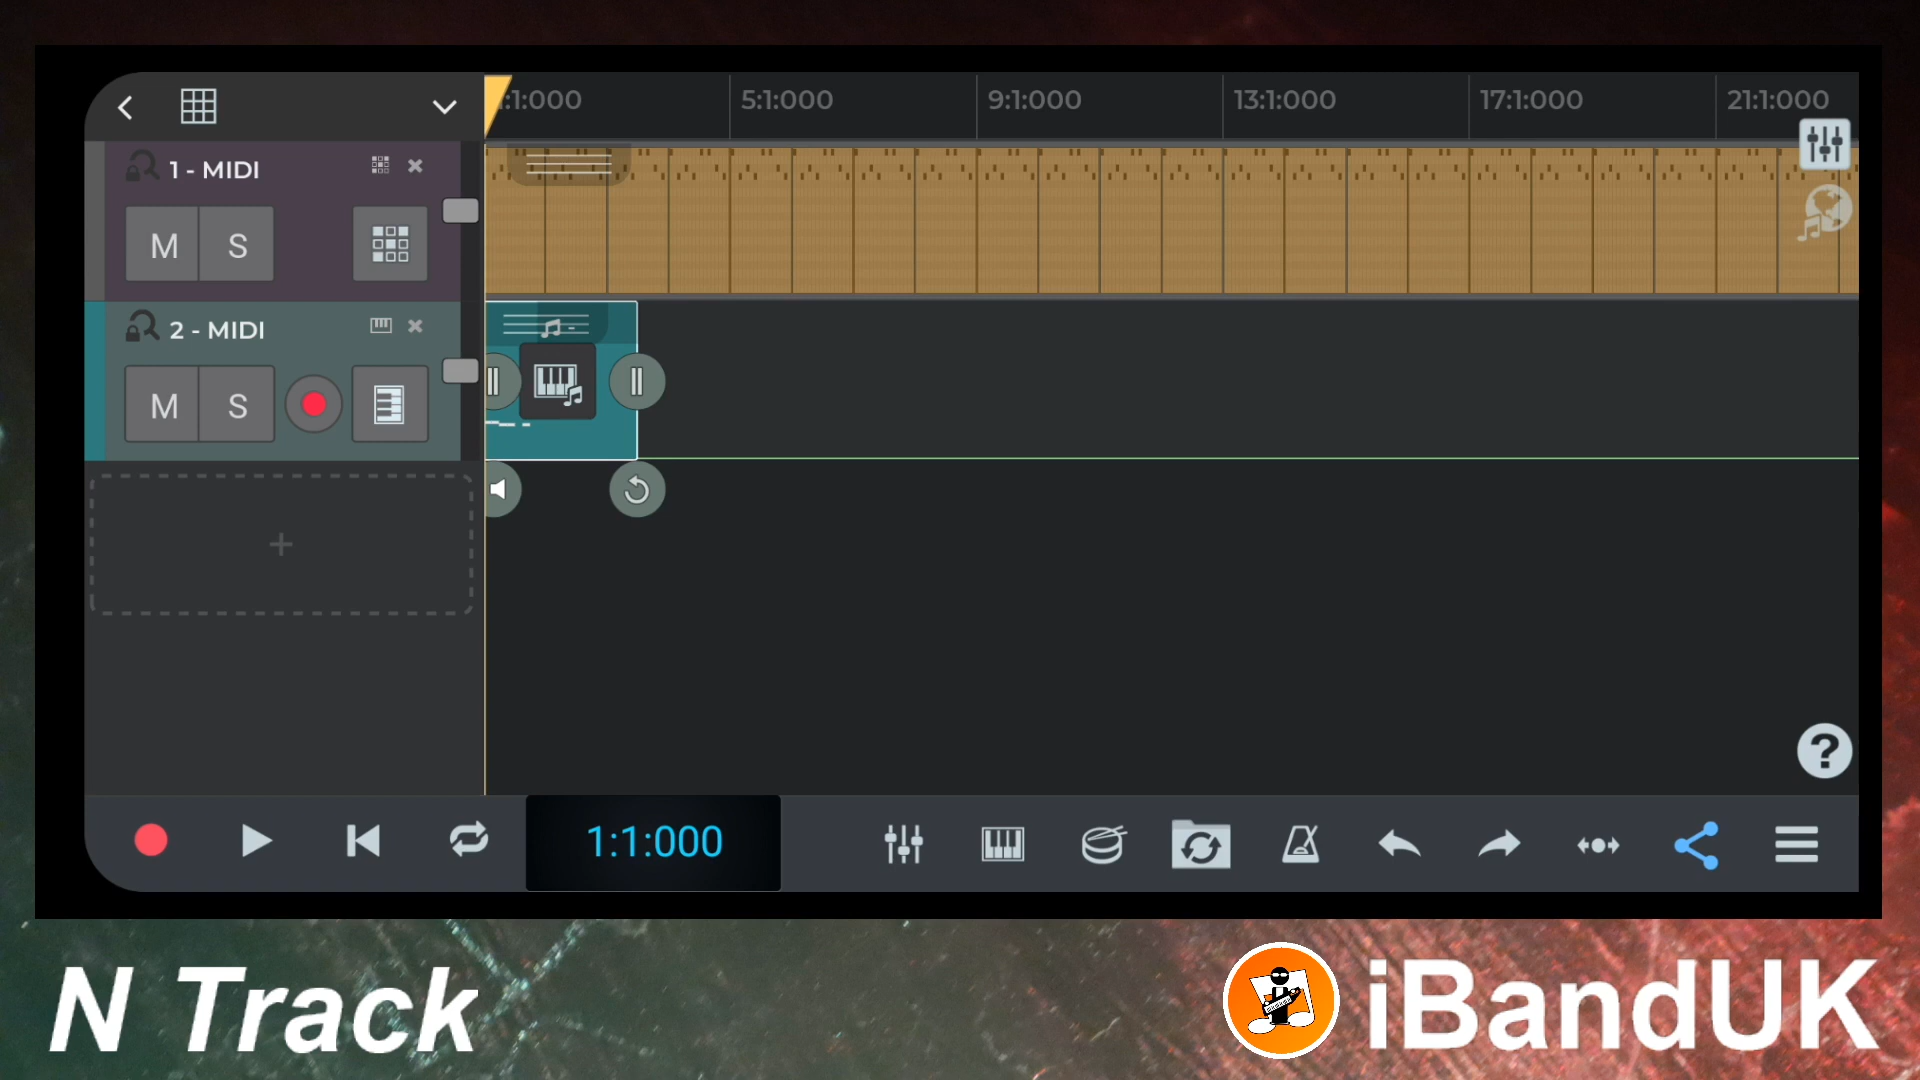 :1:000 5:1:000 9:1:000 13:1:000 17:1:000 21:1:000
1 - MIDI
M S
2 - MIDI
M S
+
?
1:1:000
N Track
iBandUK